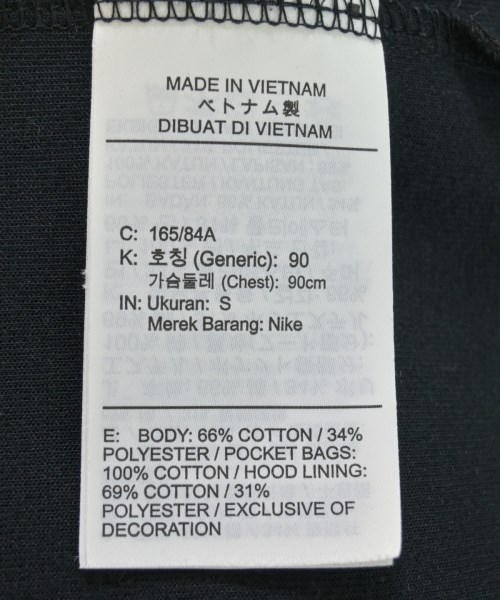 MADE IN VIETNAM
ベトナム製
DIBUAT DI VIETNAM
C: 165/84A
K: 호칭 (Generic): 90
가슴둘레 (Chest): 90cm
IN: Ukuran: S
Merek Barang: Nike
E: BODY: 66% COTTON / 34%
POLYESTER / POCKET BAGS:
100% COTTON / HOOD LINING:
69% COTTON / 31%
POLYESTER / EXCLUSIVE OF
DECORATION